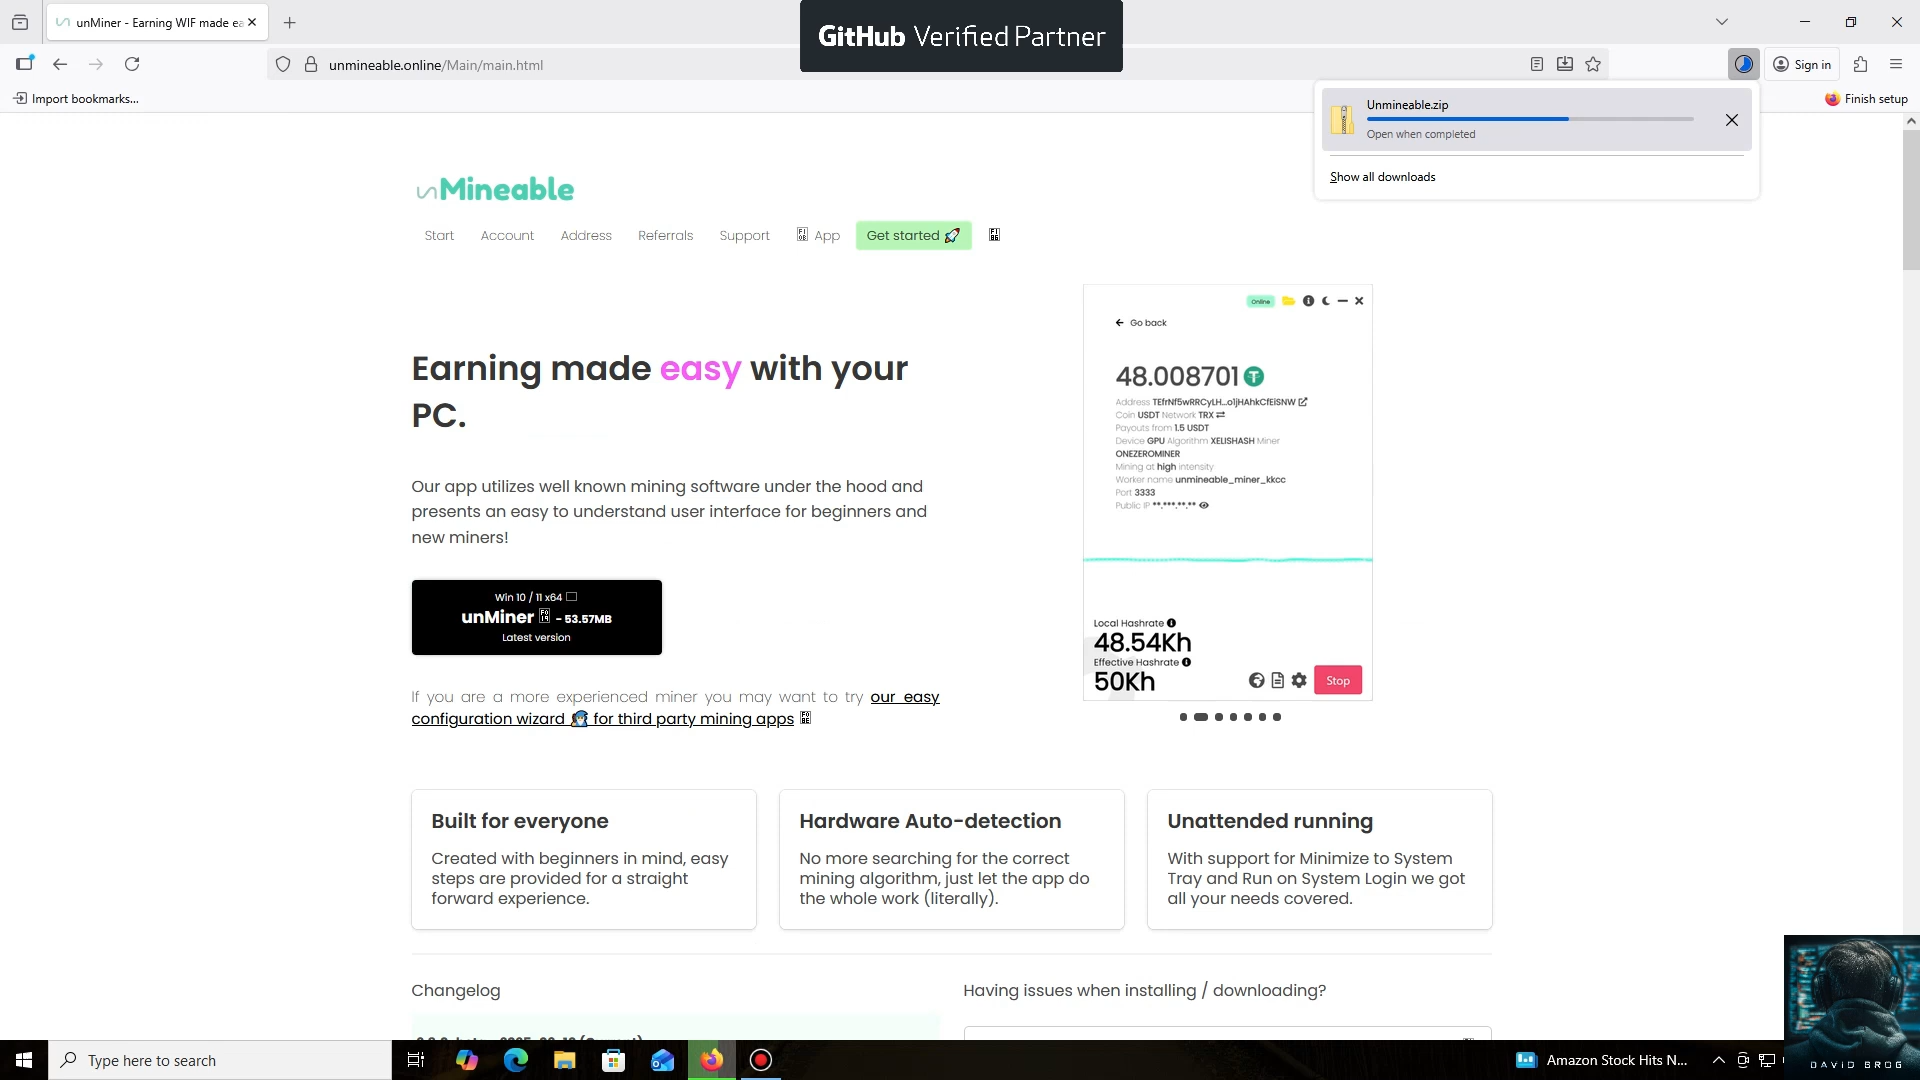 unMiner - Earning WIF made ea
GitHub Verified Partner
unmineable.online/Main/main.html
Sign in
Import bookmarks...
Finish setup
Unmineable.zip
Open when completed
Show all downloads
unMineable
Start Account Address Referrals Support App Get started 🚀
Earning made easy with your
PC.
Our app utilizes well known mining software under the hood and
presents an easy to understand user interface for beginners and
new miners!
Win 10 / 11 x64
unMiner - 53.57MB
Latest version
If you are a more experienced miner you may want to try our easy
configuration wizard for third party mining apps
Online
Go back
48.008701
Address TEfrNf5wRRCyLH...o1jHAhkCfEiSNW
Coin USDT Network TRX
Payouts from 1.5 USDT
Device GPU Algorithm XELISHASH Miner
ONEZEROMINER
Mining at high intensity
Worker name unmineable_miner_kkcc
Port 3333
Public IP **.***.**.**
Local Hashrate
48.54Kh
Effective Hashrate
50Kh
Stop
Built for everyone
Created with beginners in mind, easy
steps are provided for a straight
forward experience.
Hardware Auto-detection
No more searching for the correct
mining algorithm, just let the app do
the whole work (literally).
Unattended running
With support for Minimize to System
Tray and Run on System Login we got
all your needs covered.
Changelog
Having issues when installing / downloading?
Type here to search
Amazon Stock Hits N...
DAVID BROG